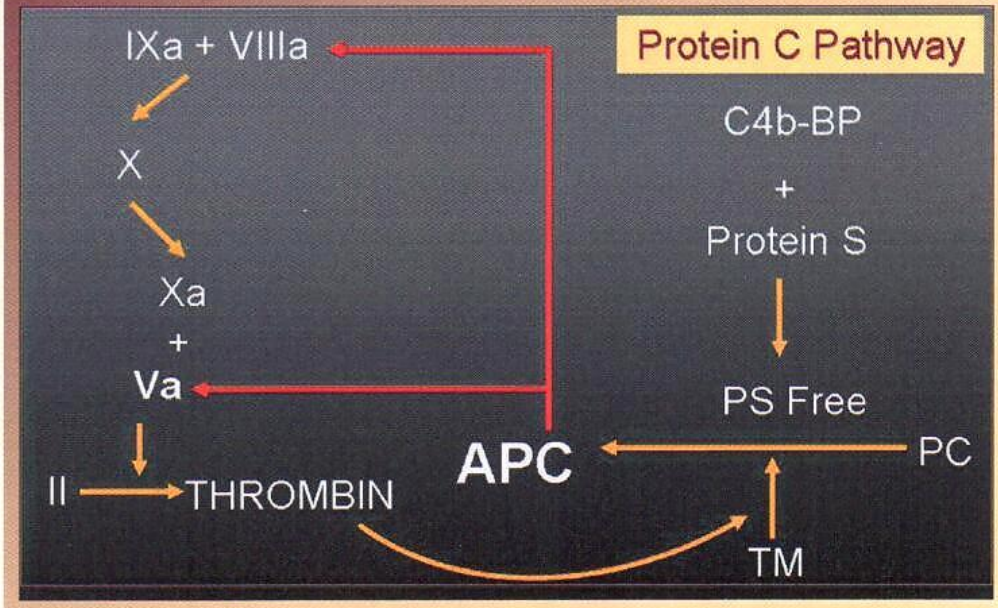 Protein C Pathway
IXa + VIIIa
X
Xa
+
Va
II
THROMBIN
APC
C4b-BP
+
Protein S
PS Free
PC
TM